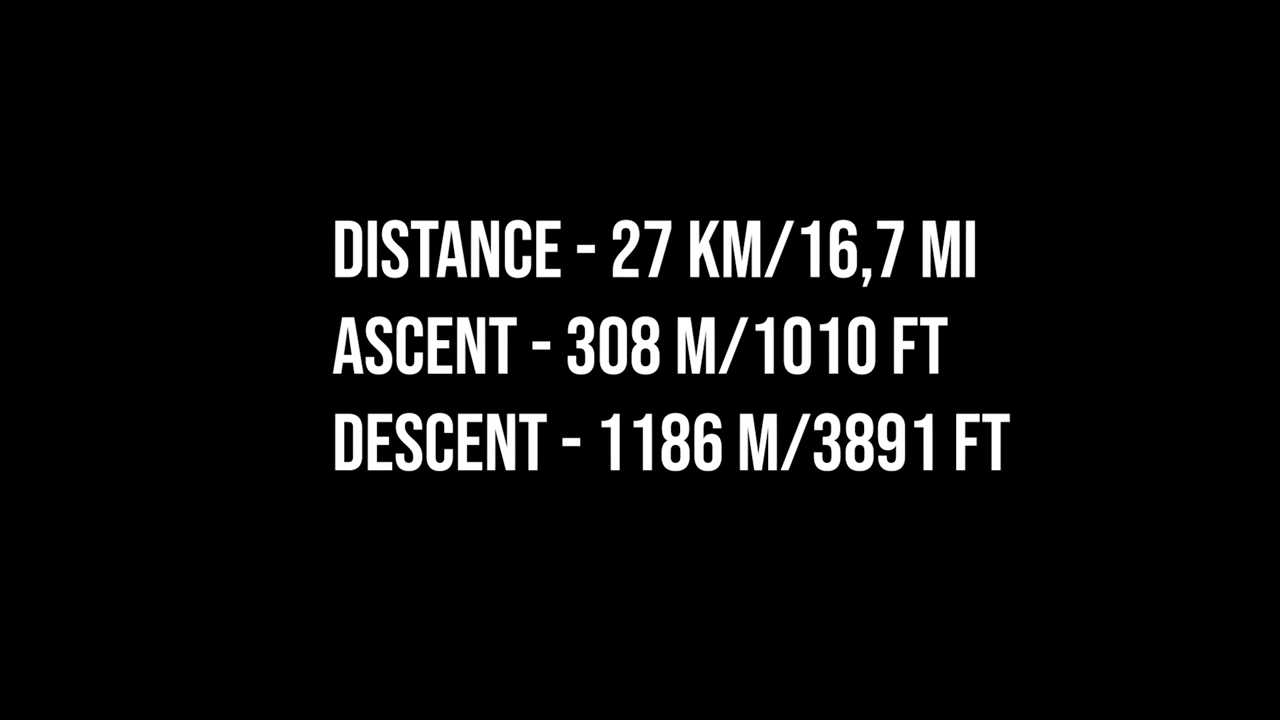 DISTANCE - 27 KM/16,7 MI
ASCENT - 308 M/1010 FT
DESCENT - 1186 M/3891 FT